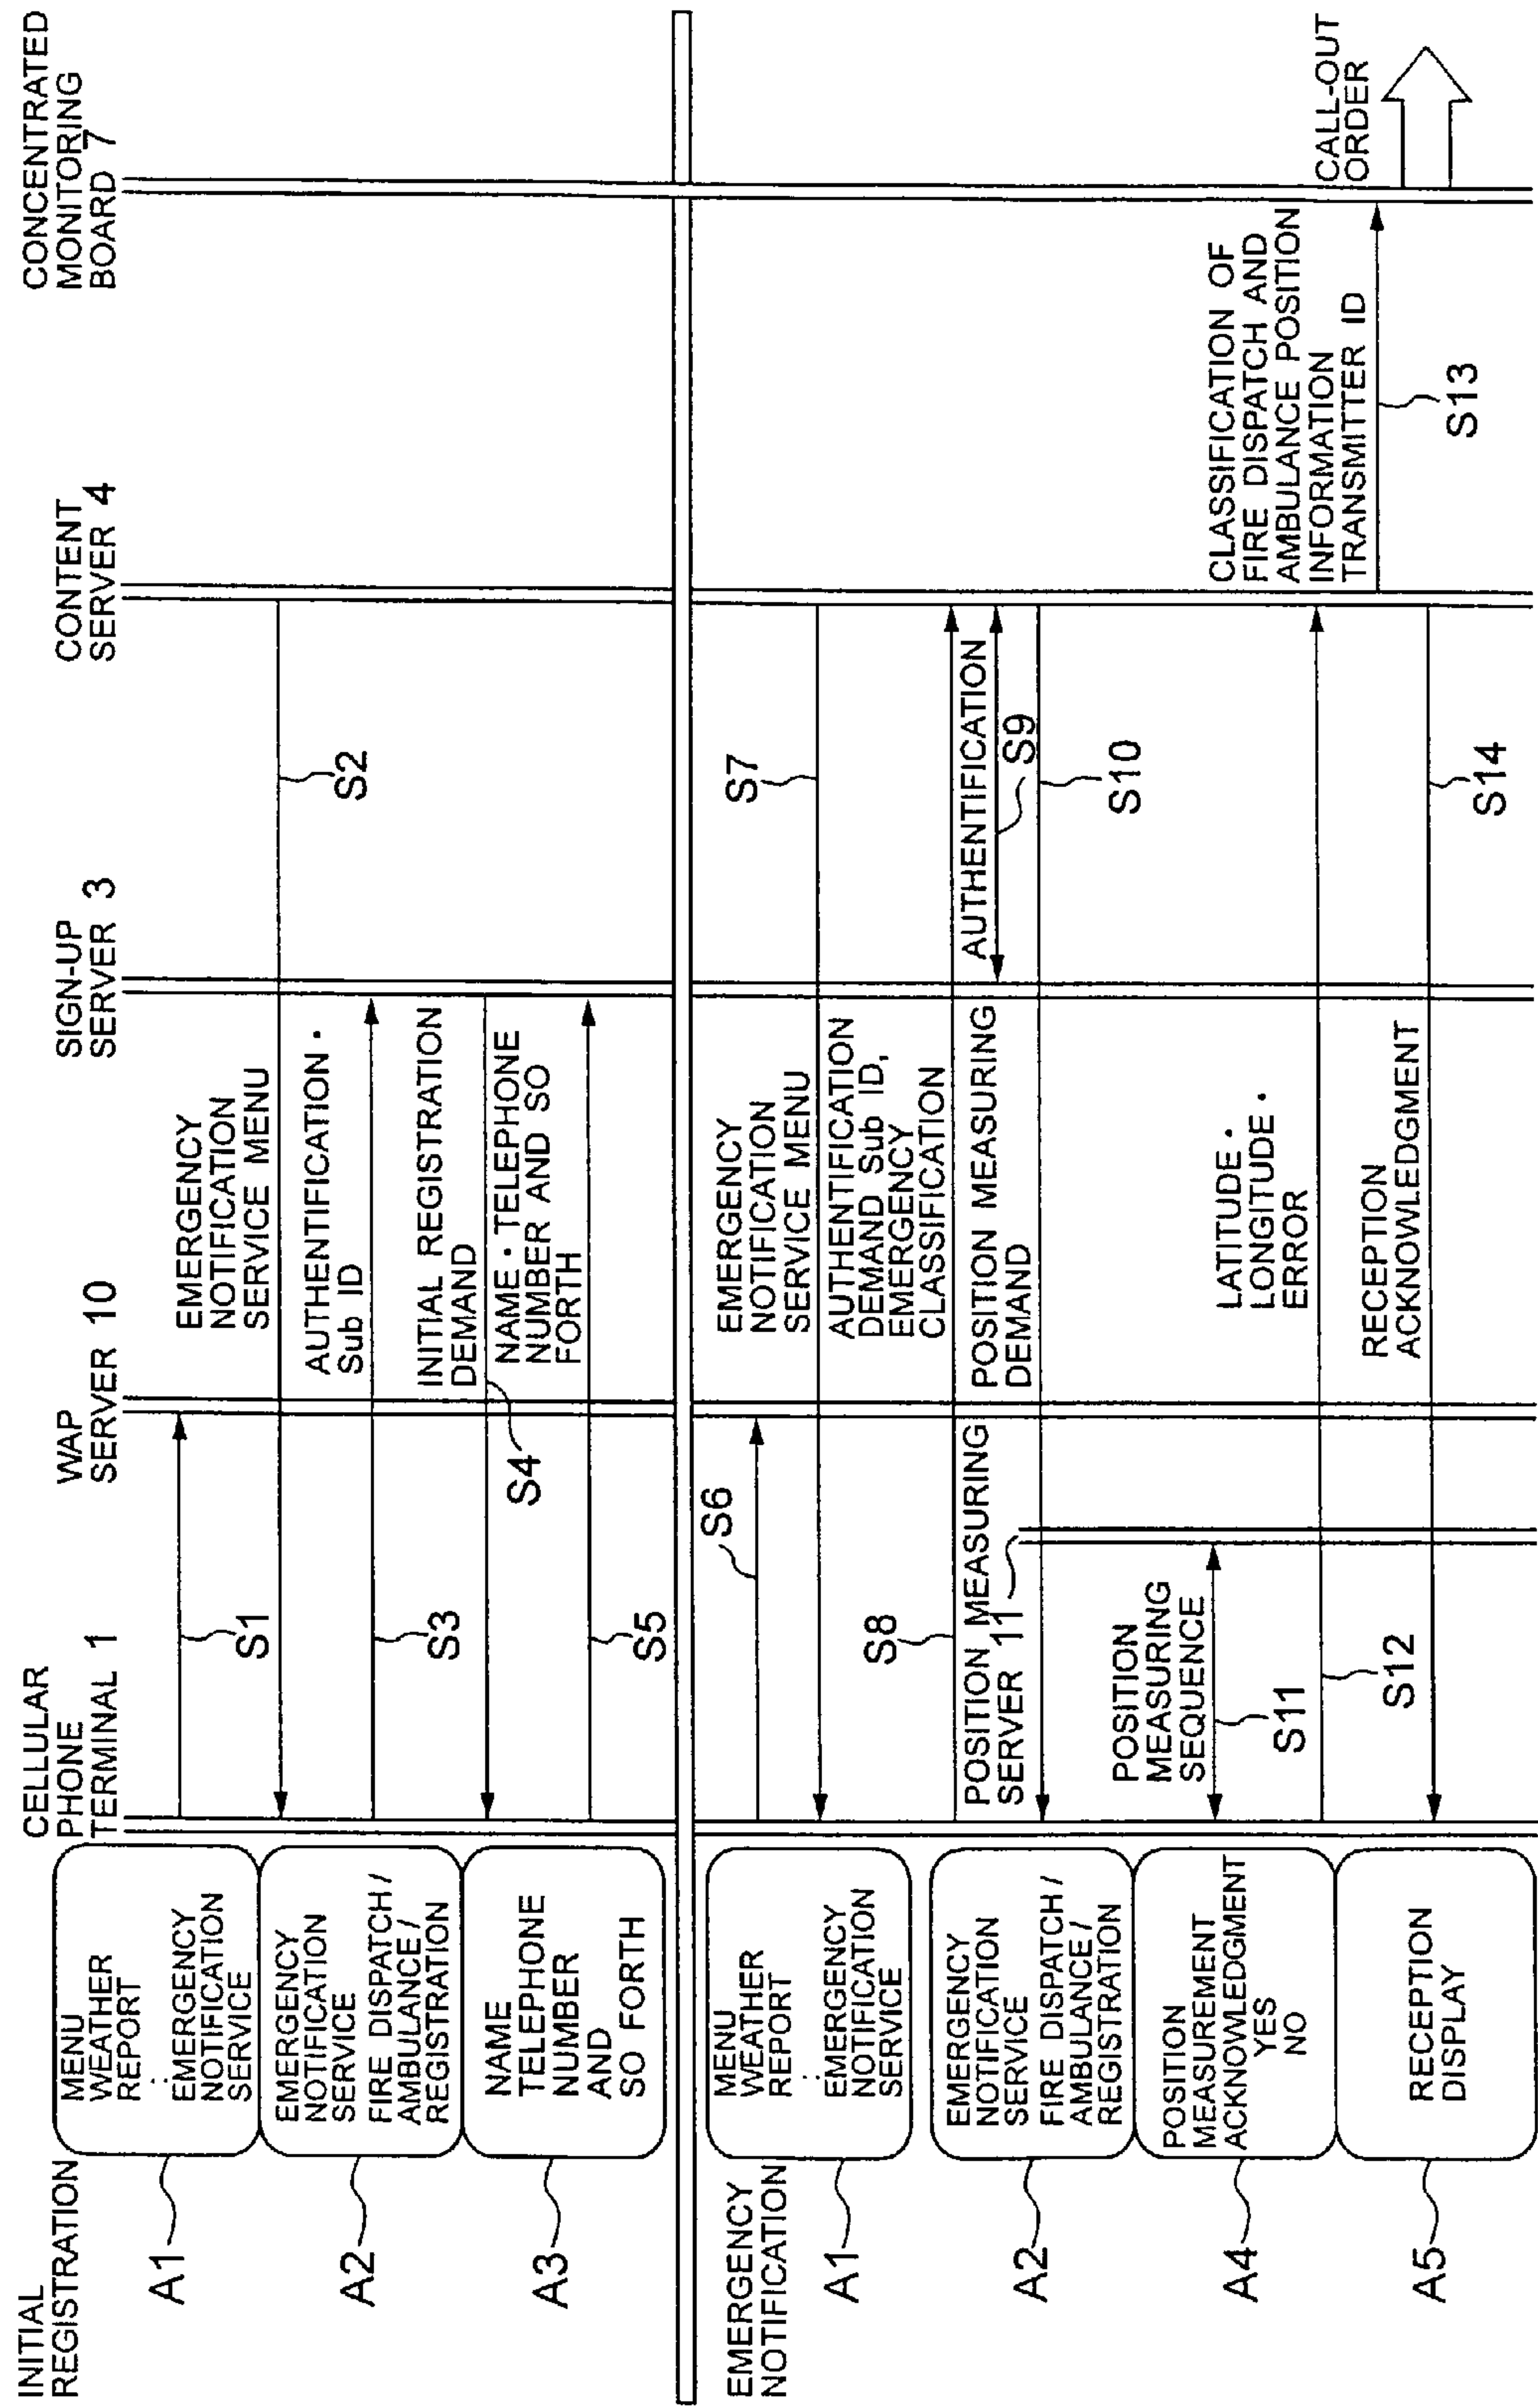 CELLULAR
PHONE
TERMINAL 1
WAP
SERVER 10
SIGN-UP
SERVER 3
CONTENT
SERVER 4
CONCENTRATED
MONITORING
BOARD 7
INITIAL
REGISTRATION
A1
MENU
WEATHER
REPORT
:
EMERGENCY
NOTIFICATION
SERVICE
S1
EMERGENCY
NOTIFICATION
SERVICE MENU
S2
A2
EMERGENCY
NOTIFICATION
SERVICE
FIRE DISPATCH /
AMBULANCE /
REGISTRATION
S3
AUTHENTIFICATION ·
Sub ID
INITIAL REGISTRATION
DEMAND
S4
A3
NAME
TELEPHONE
NUMBER
AND
SO FORTH
NAME · TELEPHONE
NUMBER AND SO
FORTH
S5
EMERGENCY
NOTIFICATION
A1
MENU
WEATHER
REPORT
:
EMERGENCY
NOTIFICATION
SERVICE
S6
EMERGENCY
NOTIFICATION
SERVICE MENU
S7
A2
EMERGENCY
NOTIFICATION
SERVICE
FIRE DISPATCH /
AMBULANCE /
REGISTRATION
S8
AUTHENTIFICATION
DEMAND Sub ID,
EMERGENCY
CLASSIFICATION
AUTHENTIFICATION
S9
POSITION MEASURING
SERVER 11
POSITION MEASURING
DEMAND
S10
A4
POSITION
MEASUREMENT
ACKNOWLEDGMENT
YES
NO
POSITION
MEASURING
SEQUENCE
S11
LATITUDE ·
LONGITUDE ·
ERROR
S12
CLASSIFICATION OF
FIRE DISPATCH AND
AMBULANCE POSITION
INFORMATION
TRANSMITTER ID
S13
CALL-OUT
ORDER
A5
RECEPTION
DISPLAY
RECEPTION
ACKNOWLEDGMENT
S14